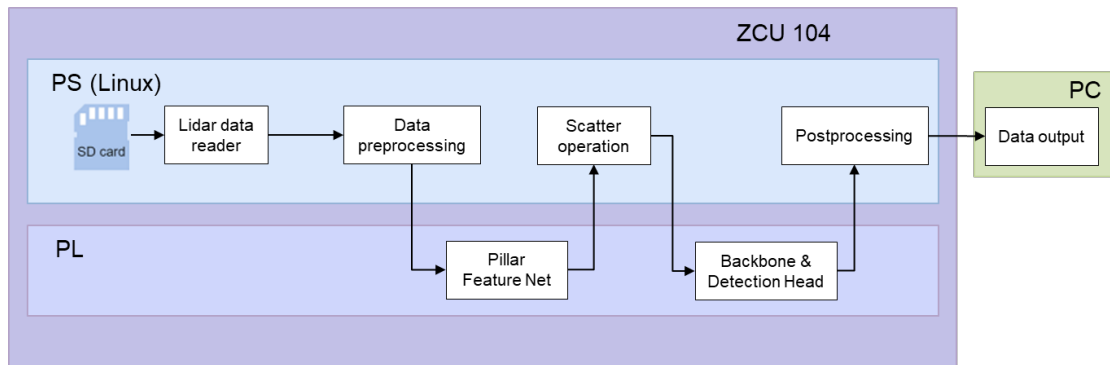 ZCU 104
PS (Linux)
SD card
Lidar data
reader
Data
preprocessing
Scatter
operation
Postprocessing
PC
Data output
PL
Pillar
Feature Net
Backbone &
Detection Head